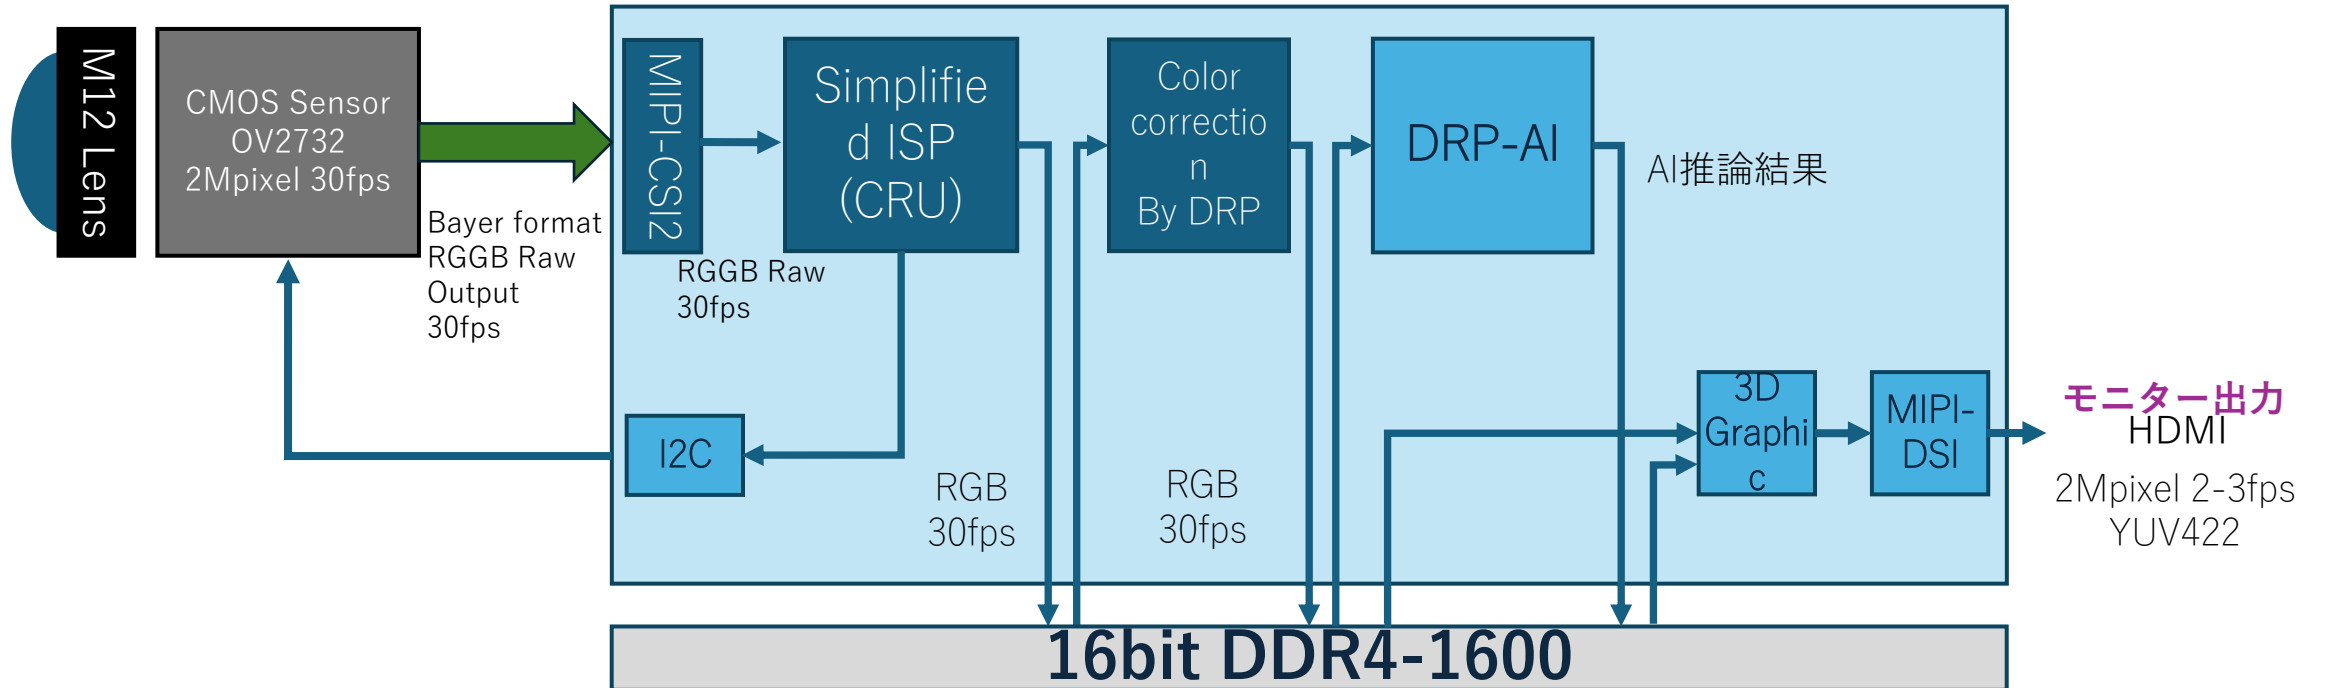 M12 Lens
CMOS Sensor
OV2732
2Mpixel 30fps
Bayer format
RGGB Raw
Output
30fps
MIPI-CSI2
RGGB Raw
30fps
Simplifie
d ISP
(CRU)
I2C
RGB
30fps
Color
correctio
n
By DRP
RGB
30fps
DRP-AI
AI推論結果
3D
Graphi
c
MIPI-
DSI
モニター出力
HDMI
2Mpixel 2-3fps
YUV422
16bit DDR4-1600